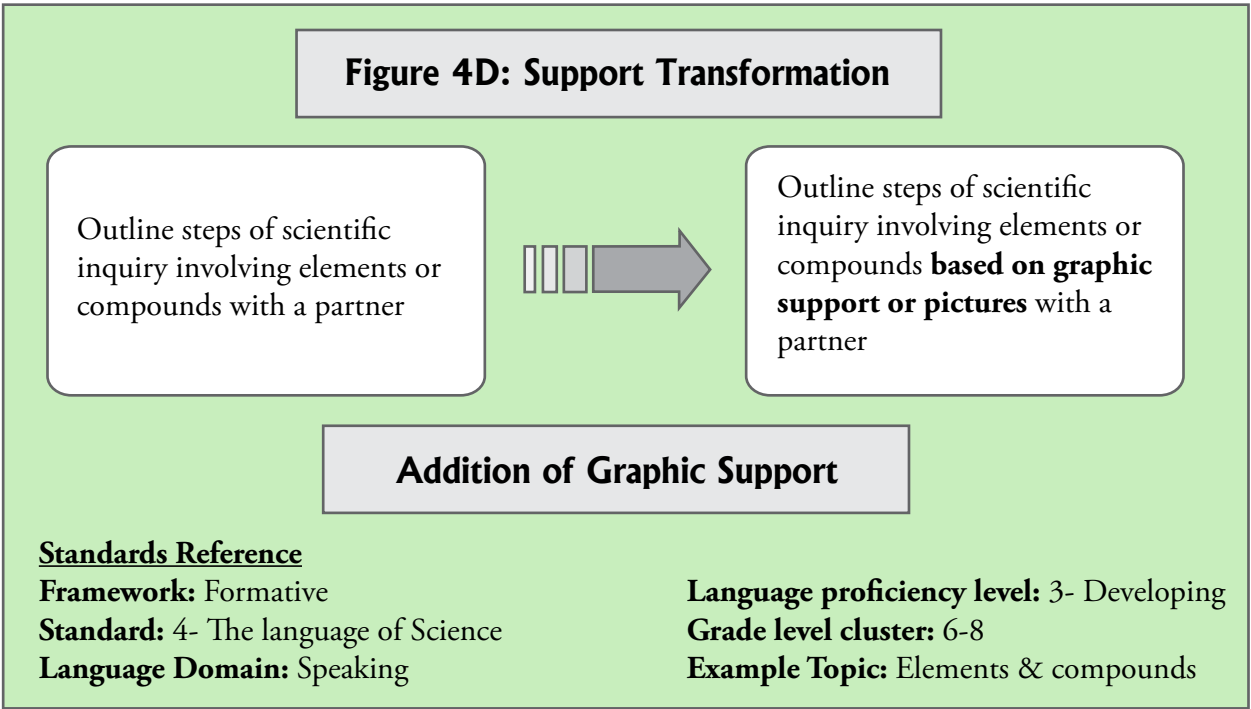 Figure 4D: Support Transformation
Outline steps of scientific
inquiry involving elements or
compounds with a partner
Outline steps of scientific
inquiry involving elements or
compounds based on graphic
support or pictures with a
partner
Addition of Graphic Support
Standards Reference
Framework: Formative
Standard: 4- The language of Science
Language Domain: Speaking
Language proficiency level: 3- Developing
Grade level cluster: 6-8
Example Topic: Elements & compounds